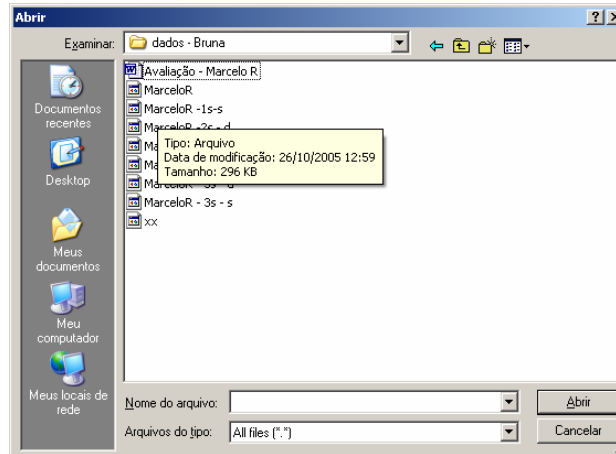 Abrir
Examinar: dados - Bruna
Documentos
recentes
Desktop
Meus
documentos
Meu
computador
Meus locais de
rede
Avaliação - Marcelo R
MarceloR
MarceloR -1s-s
MarceloR -2s - d
Tipo: Arquivo
Data de modificação: 26/10/2005 12:59
Tamanho: 296 KB
MarceloR - 3s - s
xx
Nome do arquivo:
Abrir
Arquivos do tipo: All files (*.*)
Cancelar